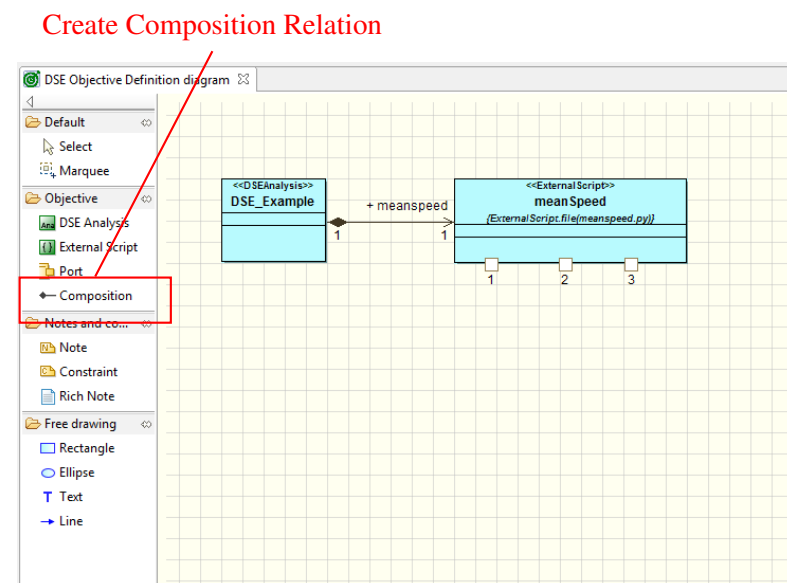 Create Composition Relation
DSE Objective Definition diagram
Default
Select
Marquee
Objective
DSE Analysis
External Script
Port
Composition
Notes and co...
Note
Constraint
Rich Note
Free drawing
Rectangle
Ellipse
T Text
Line
<<DSEAnalysis>>
DSE_Example
+ meanspeed
1
1
<<ExternalScript>>
meanSpeed
{ExternalScript.file(meanspeed.py)}
1
2
3